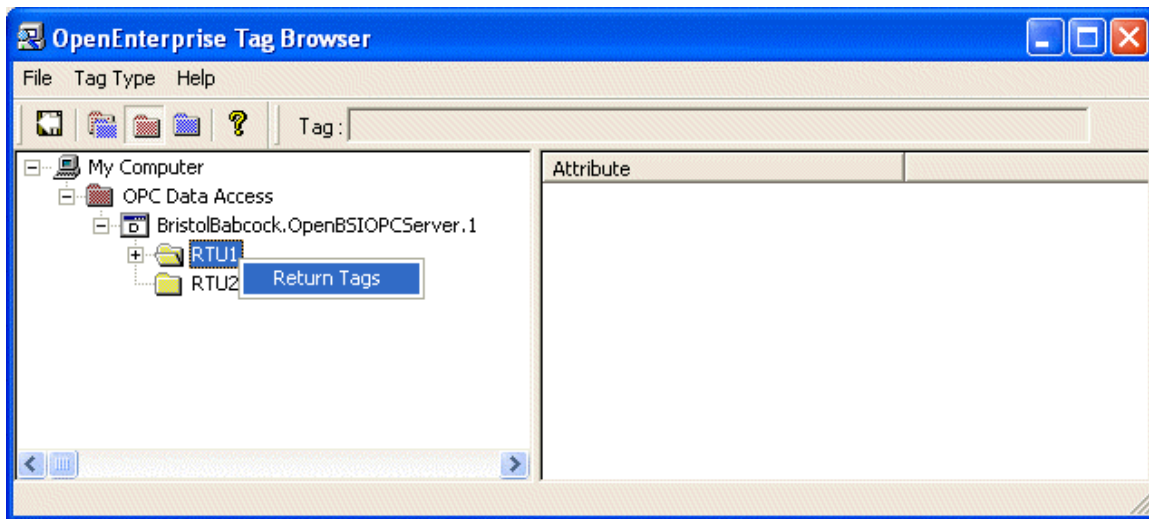 OpenEnterprise Tag Browser
File Tag Type Help
Tag :
My Computer
Attribute
OPC Data Access
BristolBabcock.OpenBSIOPCServer.1
RTU1
Return Tags
RTU2